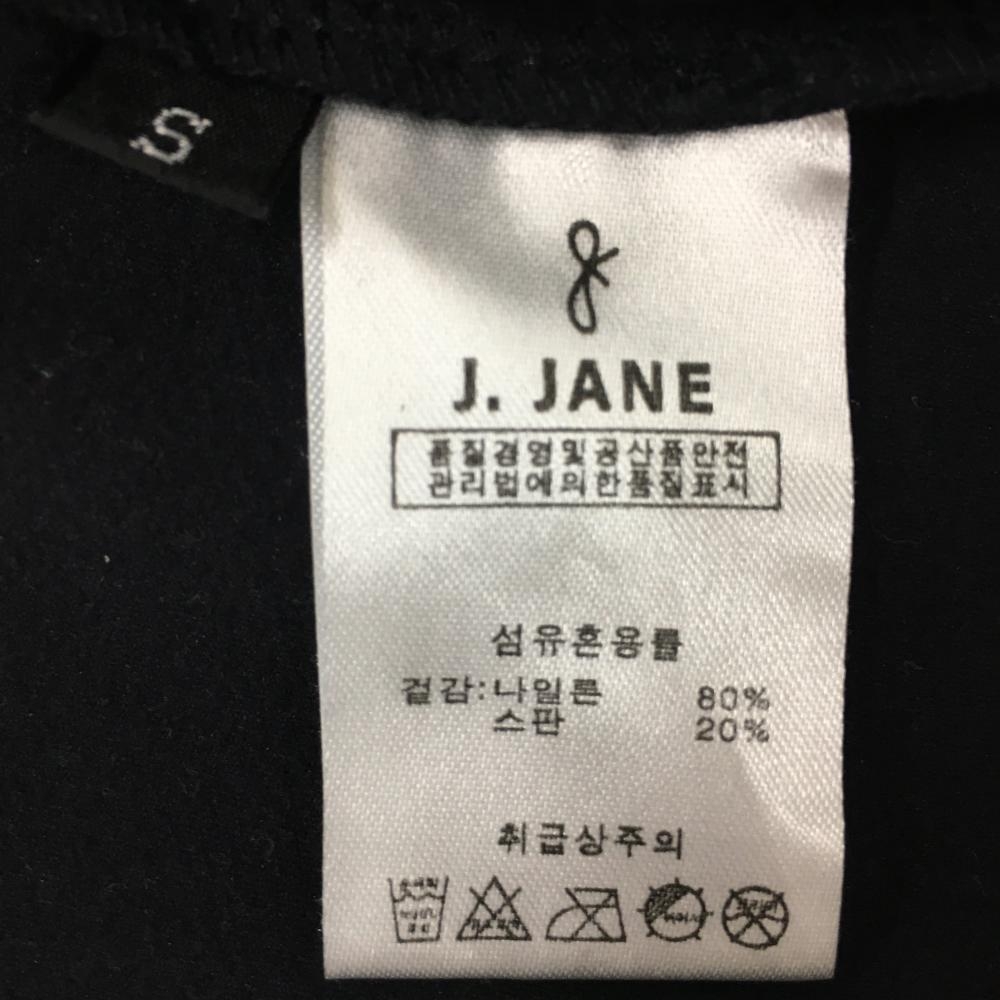 S
J. JANE
품질경영및공산품안전
관리법에의한품질표시
섬유혼용률
겉감:나일론 80%
스판 20%
취급상주의